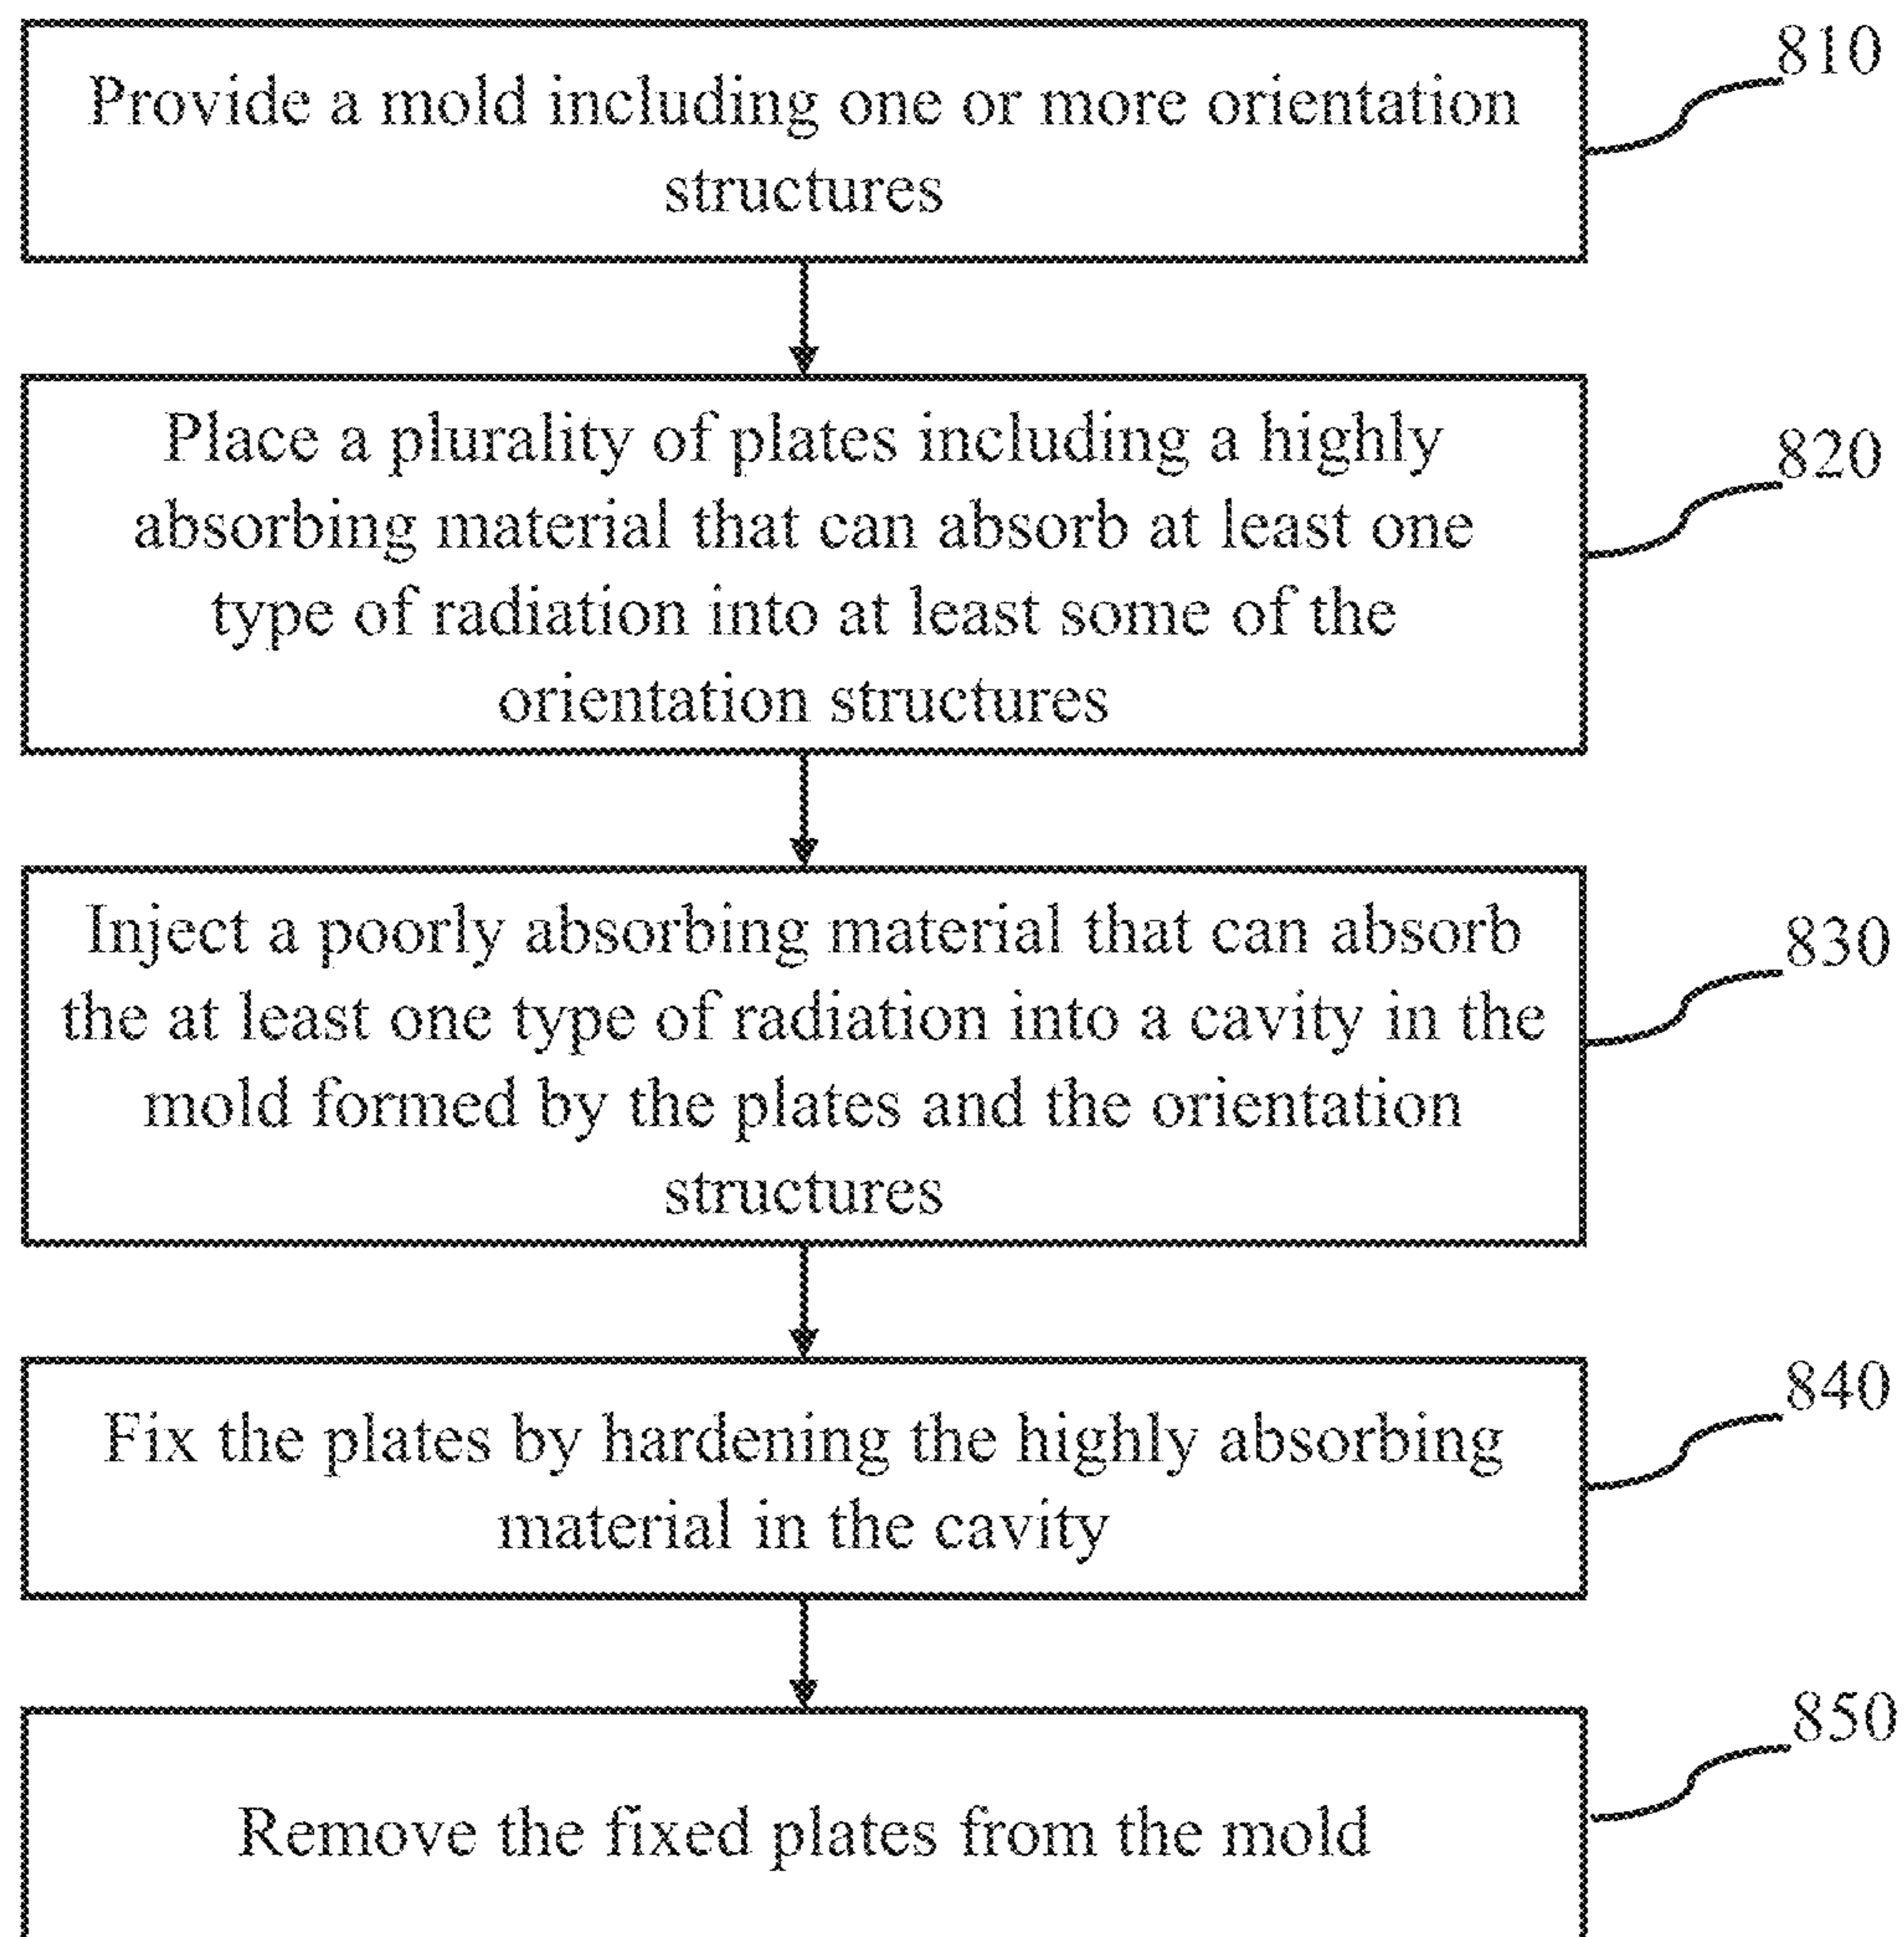 810
Provide a mold including one or more orientation
structures
820
Place a plurality of plates including a highly
absorbing material that can absorb at least one
type of radiation into at least some of the
orientation structures
830
Inject a poorly absorbing material that can absorb
the at least one type of radiation into a cavity in the
mold formed by the plates and the orientation
structures
840
Fix the plates by hardening the highly absorbing
material in the cavity
850
Remove the fixed plates from the mold